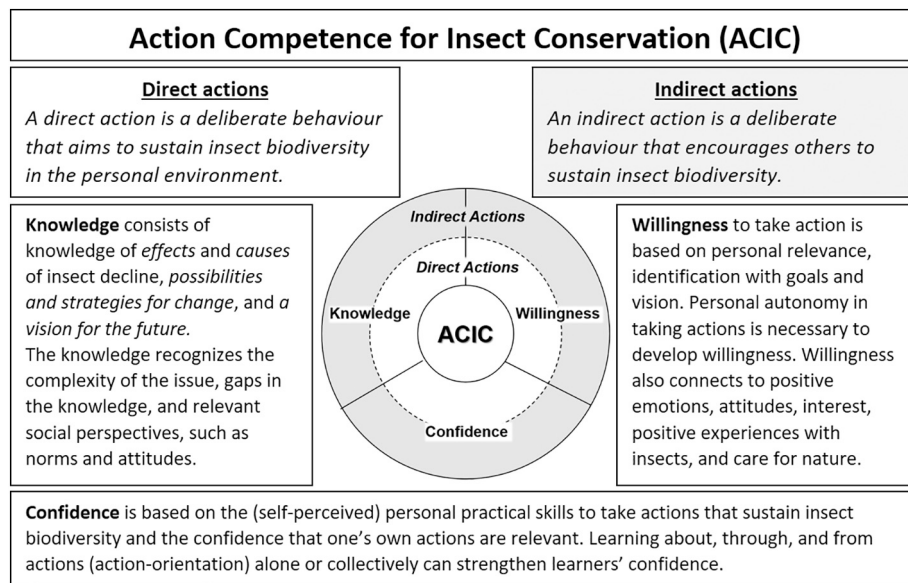 Action Competence for Insect Conservation (ACIC)
Direct actions
A direct action is a deliberate behaviour
that aims to sustain insect biodiversity
in the personal environment.
Indirect actions
An indirect action is a deliberate
behaviour that encourages others to
sustain insect biodiversity.
Knowledge consists of
knowledge of effects and causes
of insect decline, possibilities
and strategies for change, and a
vision for the future.
The knowledge recognizes the
complexity of the issue, gaps in
the knowledge, and relevant
social perspectives, such as
norms and attitudes.
Indirect Actions
Direct Actions
Knowledge
Willingness
ACIC
Confidence
Willingness to take action is
based on personal relevance,
identification with goals and
vision. Personal autonomy in
taking actions is necessary to
develop willingness. Willingness
also connects to positive
emotions, attitudes, interest,
positive experiences with
insects, and care for nature.
Confidence is based on the (self-perceived) personal practical skills to take actions that sustain insect
biodiversity and the confidence that one's own actions are relevant. Learning about, through, and from
actions (action-orientation) alone or collectively can strengthen learners' confidence.